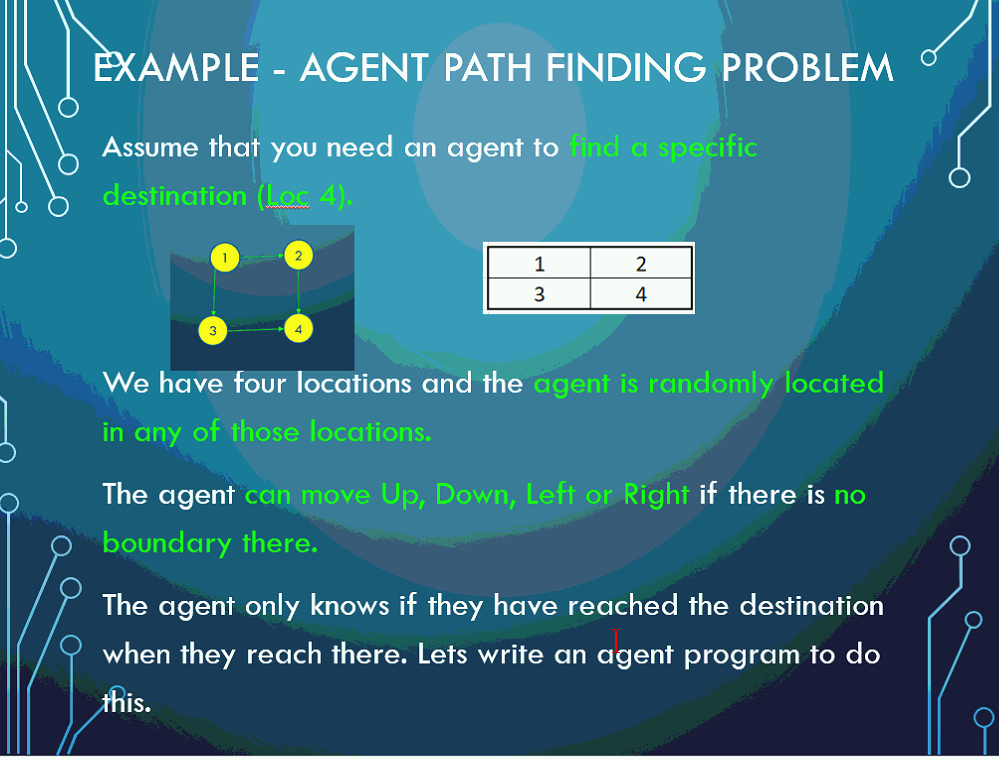 EXAMPLE - AGENT PATH FINDING PROBLEM
Assume that you need an agent to find a specific
destination (Loc 4).
1 2
3 4
1 2
3 4
We have four locations and the agent is randomly located
in any of those locations.
The agent can move Up, Down, Left or Right if there is no
boundary there.
The agent only knows if they have reached the destination
when they reach there. Lets write an agent program to do
this.